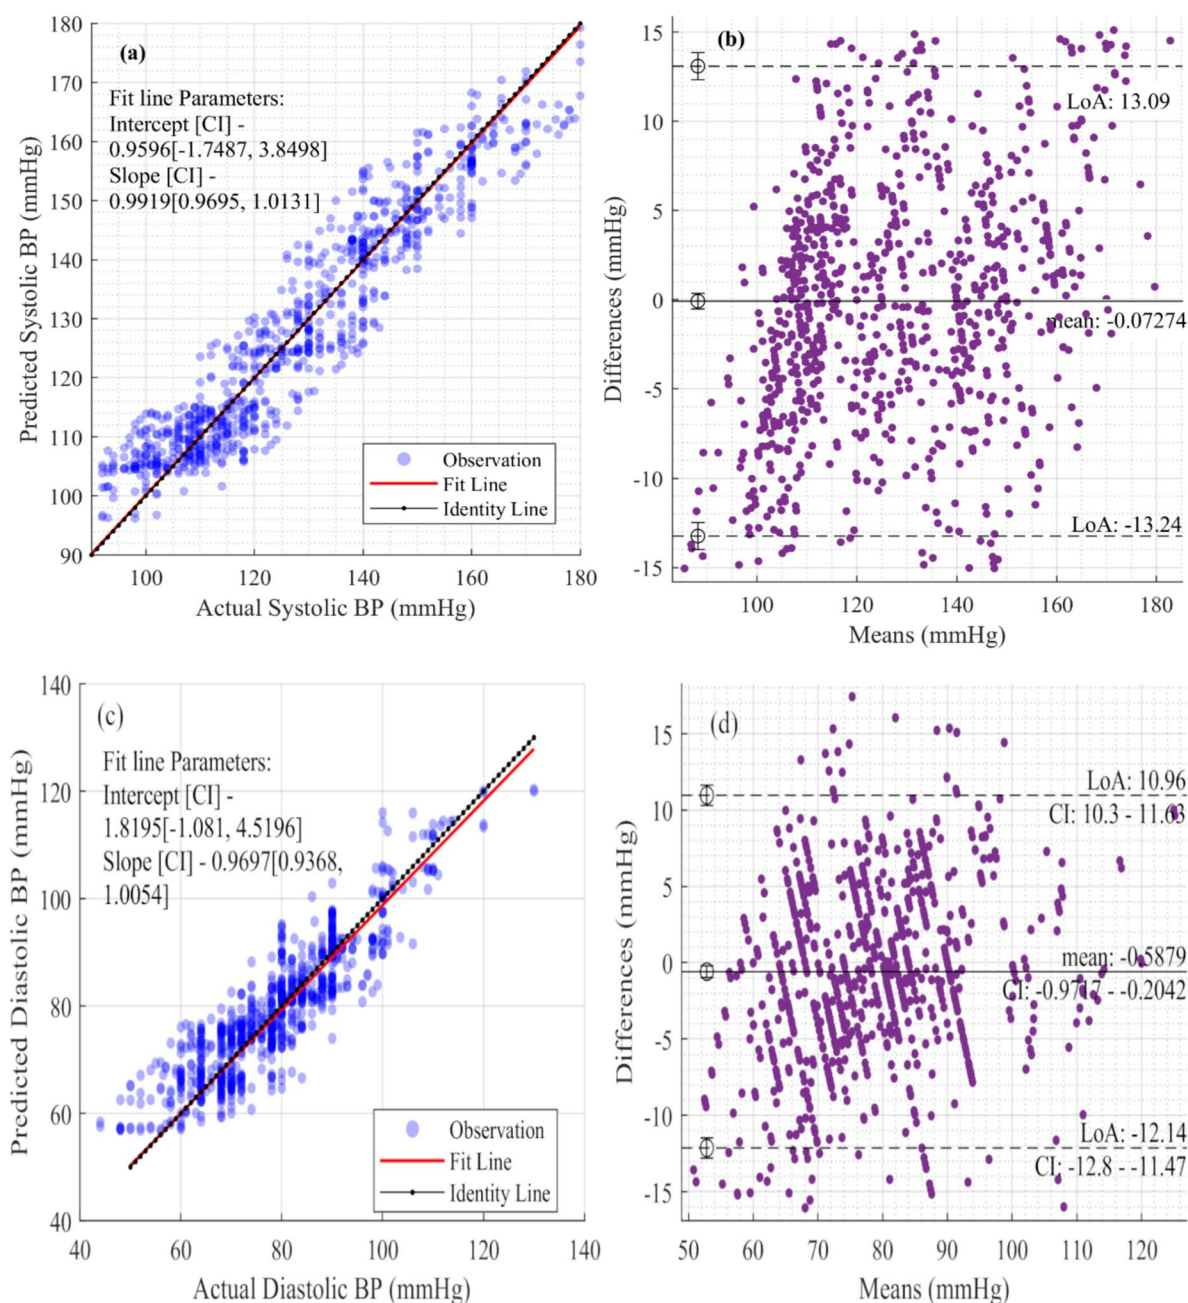 (a)
Fit line Parameters:
Intercept [CI] -
0.9596[-1.7487, 3.8498]
Slope [CI] -
0.9919[0.9695, 1.0131]
180
170
160
150
140
130
120
110
100
90
Predicted Systolic BP (mmHg)
Observation
Fit Line
Identity Line
100 120 140 160 180
Actual Systolic BP (mmHg)
(b)
15
10
5
0
-5
-10
-15
Differences (mmHg)
LoA: 13.09
mean: -0.07274
LoA: -13.24
100 120 140 160 180
Means (mmHg)
(c)
Fit line Parameters:
Intercept [CI] -
1.8195[-1.081, 4.5196]
Slope [CI] - 0.9697[0.9368,
1.0054]
140
120
100
80
60
40
Predicted Diastolic BP (mmHg)
Observation
Fit Line
Identity Line
40 60 80 100 120 140
Actual Diastolic BP (mmHg)
(d)
15
10
5
0
-5
-10
-15
Differences (mmHg)
LoA: 10.96
CI: 10.3 - 11.63
mean: -0.5879
CI: -0.9717 - -0.2042
LoA: -12.14
CI: -12.8 - -11.47
50 60 70 80 90 100 110 120
Means (mmHg)